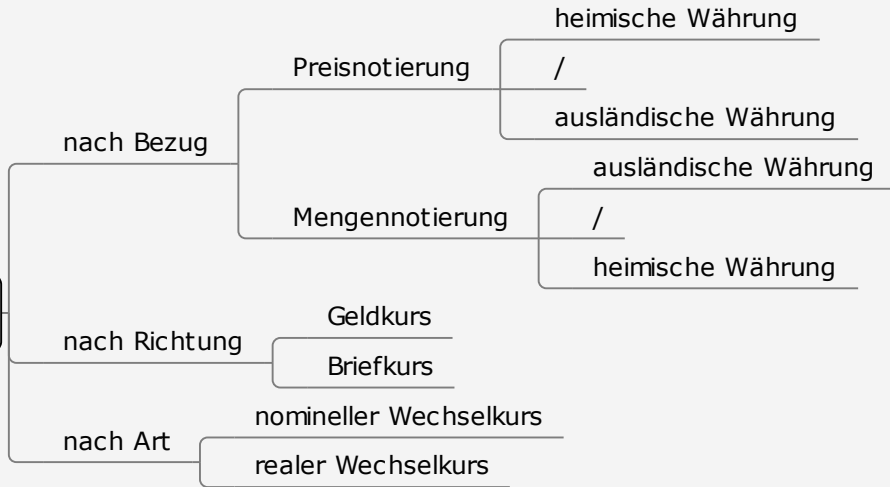 nach Bezug
Preisnotierung
heimische Währung
/
ausländische Währung
Mengennotierung
ausländische Währung
/
heimische Währung
nach Richtung
Geldkurs
Briefkurs
nach Art
nomineller Wechselkurs
realer Wechselkurs